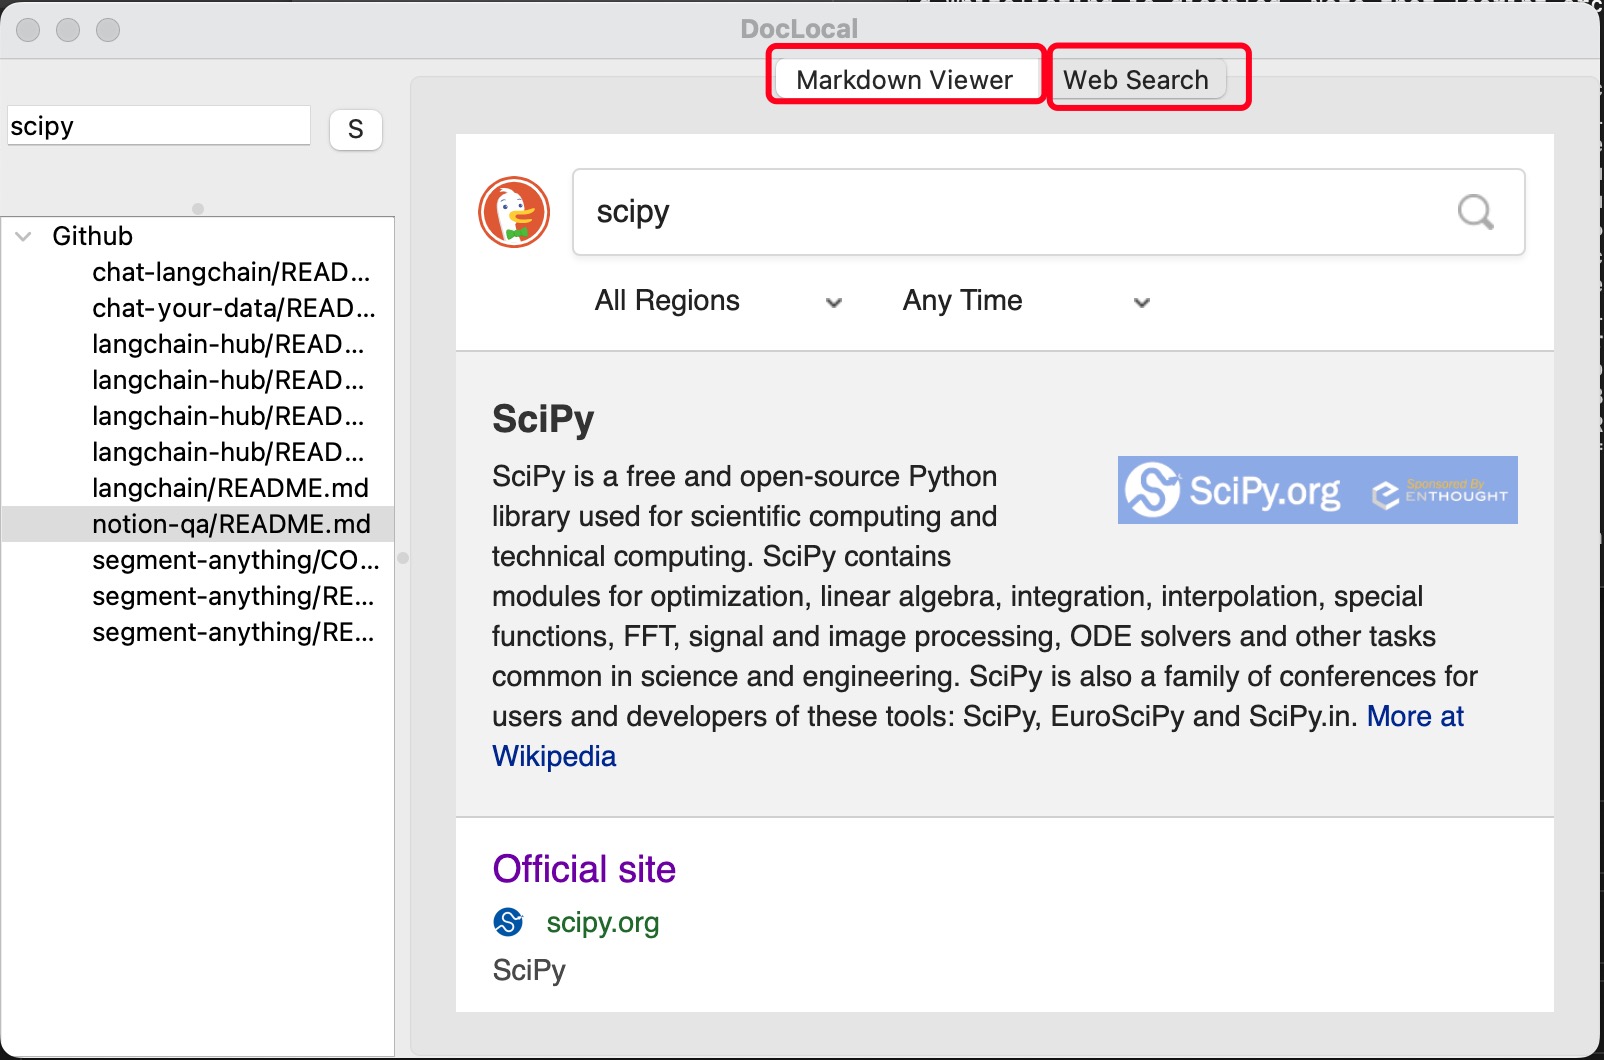 DocLocal
Markdown Viewer
Web Search
scipy
S
Github
chat-langchain/READ...
chat-your-data/READ...
langchain-hub/READ...
langchain-hub/READ...
langchain-hub/READ...
langchain-hub/READ...
langchain/README.md
notion-qa/README.md
segment-anything/CO...
segment-anything/RE...
segment-anything/RE...
scipy
All Regions
Any Time
SciPy
SciPy is a free and open-source Python
library used for scientific computing and
technical computing. SciPy contains
modules for optimization, linear algebra, integration, interpolation, special
functions, FFT, signal and image processing, ODE solvers and other tasks
common in science and engineering. SciPy is also a family of conferences for
users and developers of these tools: SciPy, EuroSciPy and SciPy.in. More at
Wikipedia
SciPy.org
Sponsored By
ENTHOUGHT
Official site
scipy.org
SciPy